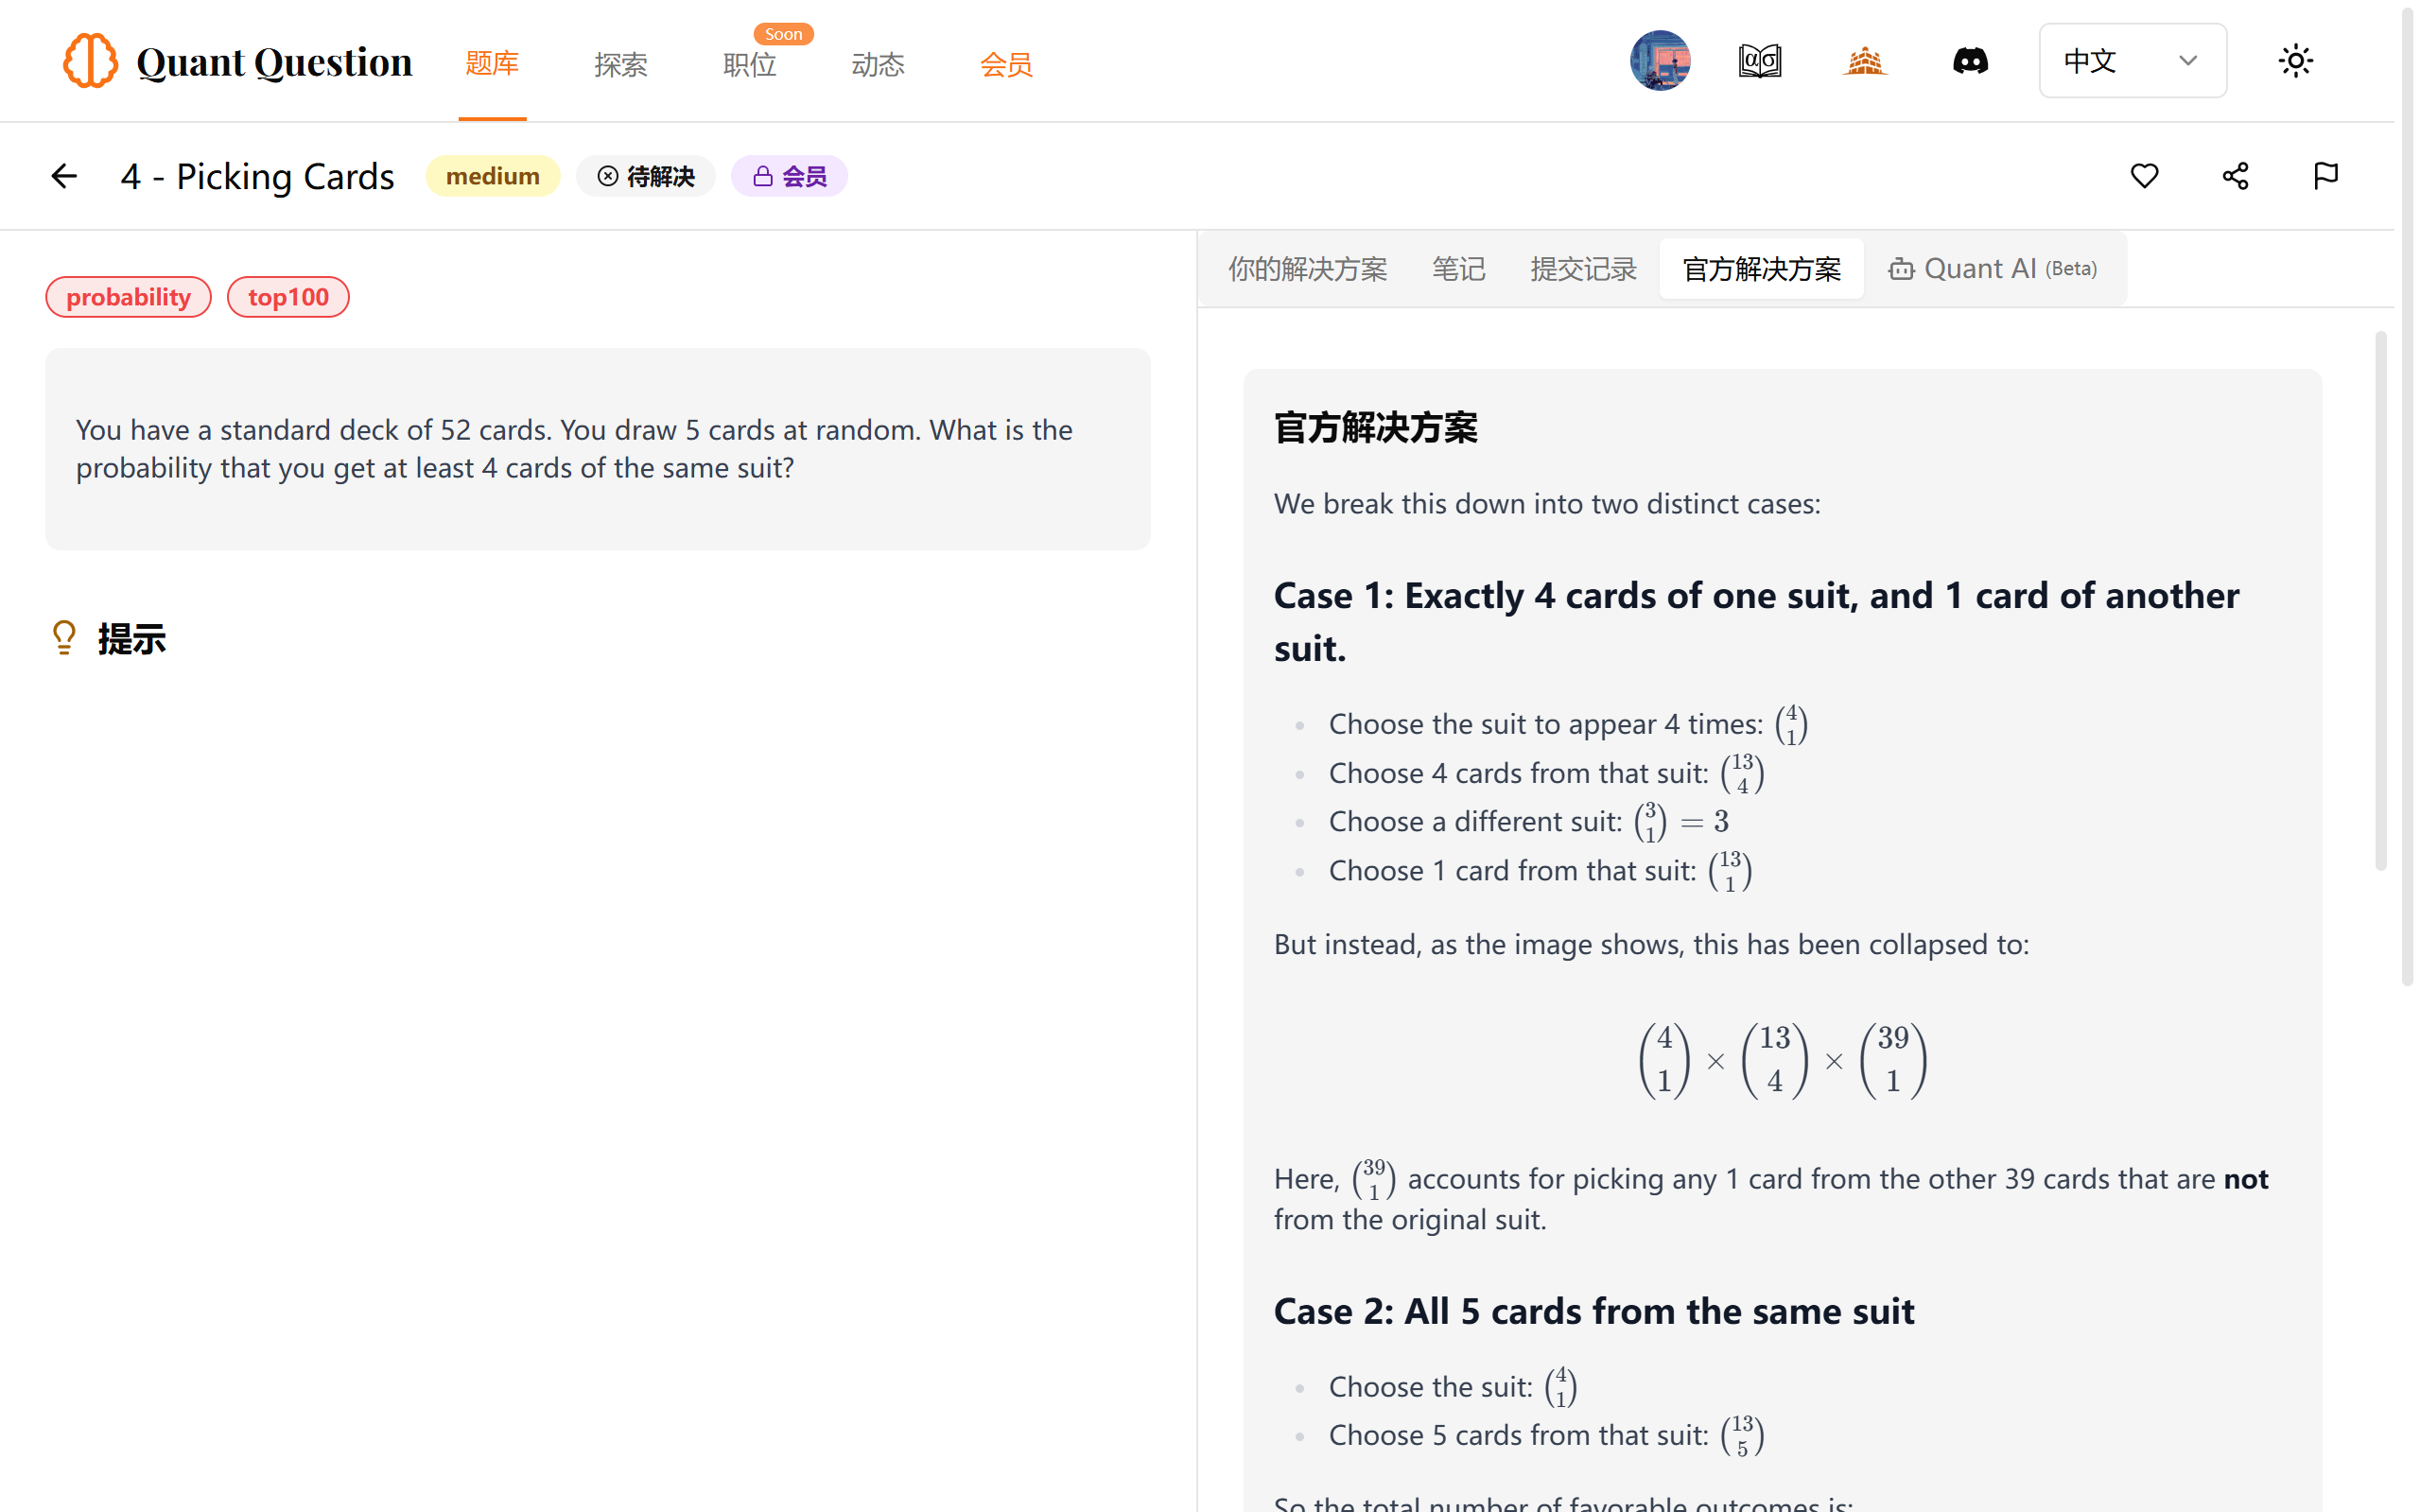 Quant Question
题库
探索
职位
Soon
动态
会员
中文
4 - Picking Cards
medium
待解决
会员
probability
top100
You have a standard deck of 52 cards. You draw 5 cards at random. What is the
probability that you get at least 4 cards of the same suit?
提示
你的解决方案
笔记
提交记录
官方解决方案
Quant AI (Beta)
官方解决方案
We break this down into two distinct cases:
Case 1: Exactly 4 cards of one suit, and 1 card of another
suit.
• Choose the suit to appear 4 times: $\binom{4}{1}$
• Choose 4 cards from that suit: $\binom{13}{4}$
• Choose a different suit: $\binom{3}{1} = 3$
• Choose 1 card from that suit: $\binom{13}{1}$
But instead, as the image shows, this has been collapsed to:
$\binom{4}{1} \times \binom{13}{4} \times \binom{39}{1}$
Here, $\binom{39}{1}$ accounts for picking any 1 card from the other 39 cards that are not
from the original suit.
Case 2: All 5 cards from the same suit
• Choose the suit: $\binom{4}{1}$
• Choose 5 cards from that suit: $\binom{13}{5}$
So the total number of favorable outcomes is: